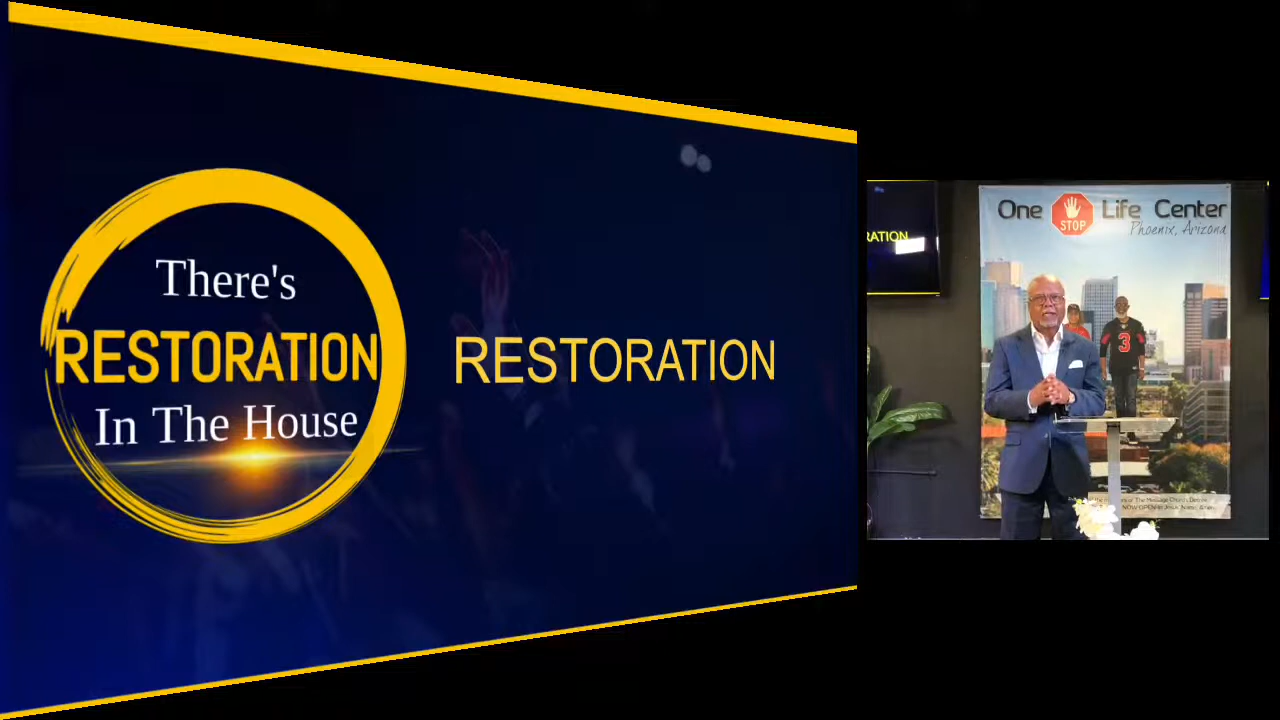 There's
RESTORATION
In The House
RESTORATION
RATION
One STOP Life Center
Phoenix, Arizona
3